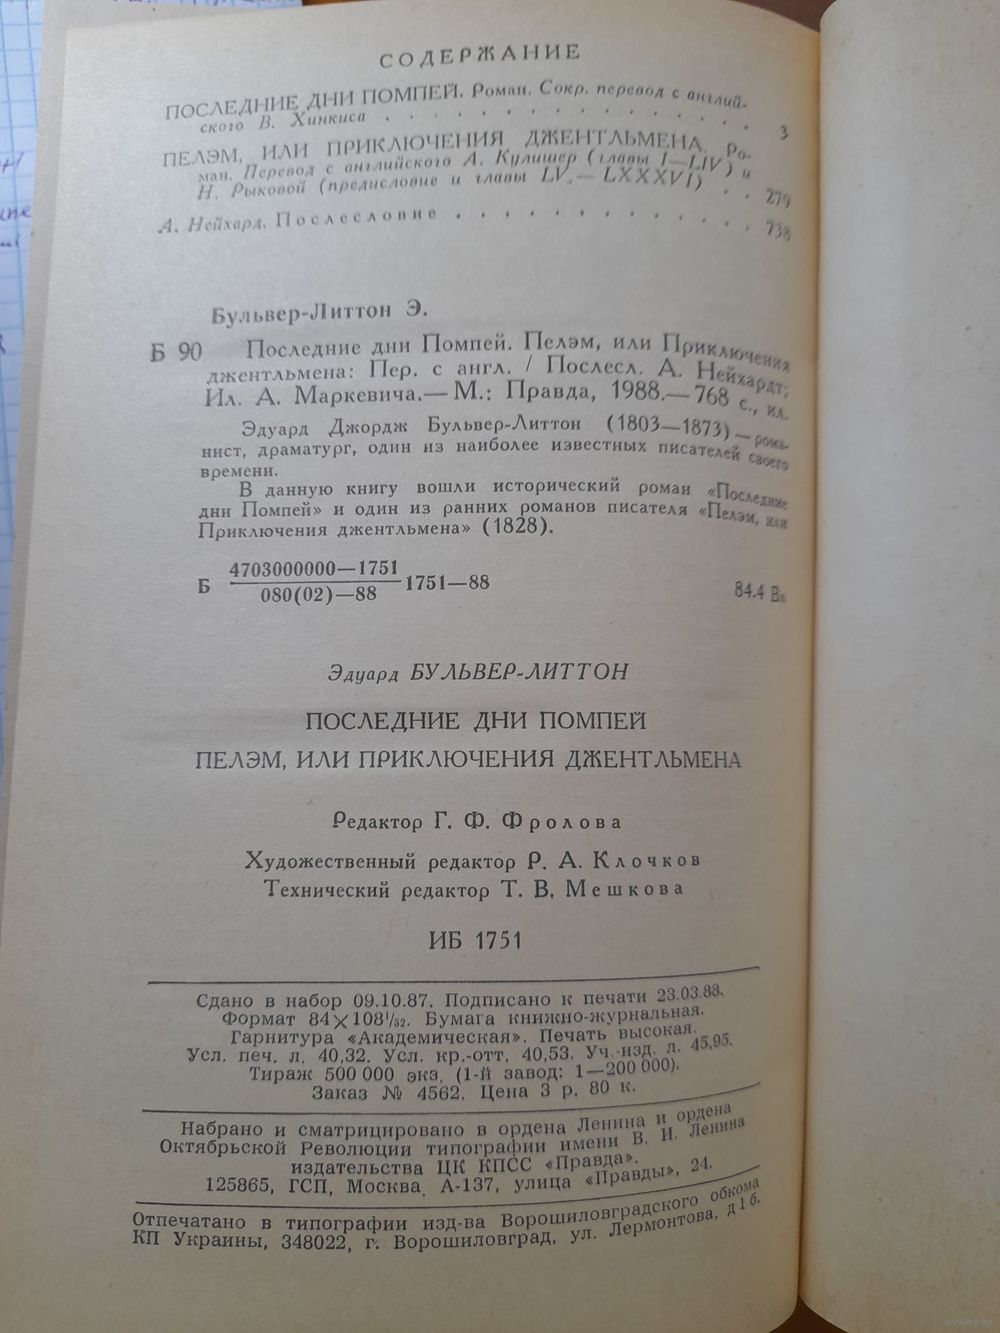 СОДЕРЖАНИЕ
ПОСЛЕДНИЕ ДНИ ПОМПЕЙ. Роман. Сокр. перевод с англий-
ского В. Хинкиса . . . . . . . . . . . . . . . 3
ПЕЛЭМ, ИЛИ ПРИКЛЮЧЕНИЯ ДЖЕНТЛЬМЕНА. Ро-
ман. Перевод с английского А. Кулишер (главы I—LIV) и
Н. Рыковой (предисловие и главы LV.— LXXXVI) . . 279
А. Нейхард. Послесловие . . . . . . . . . . . . . 738
Бульвер-Литтон Э.
Б 90 Последние дни Помпей. Пелэм, или Приключения
джентльмена: Пер. с англ. / Послесл. А. Нейхардт;
Ил. А. Маркевича.— М.: Правда, 1988.— 768 с., ил.
Эдуард Джордж Бульвер-Литтон (1803—1873) — рома-
нист, драматург, один из наиболее известных писателей своего
времени.
В данную книгу вошли исторический роман «Последние
дни Помпей» и один из ранних романов писателя «Пелэм, или
Приключения джентльмена» (1828).
4703000000—1751
Б 1751—88
080(02)—88
84.4 Вл
Эдуард БУЛЬВЕР-ЛИТТОН
ПОСЛЕДНИЕ ДНИ ПОМПЕЙ
ПЕЛЭМ, ИЛИ ПРИКЛЮЧЕНИЯ ДЖЕНТЛЬМЕНА
Редактор Г. Ф. Фролова
Художественный редактор Р. А. Клочков
Технический редактор Т. В. Мешкова
ИБ 1751
Сдано в набор 09.10.87. Подписано к печати 23.03.88.
Формат 84×108¹/₃₂. Бумага книжно-журнальная.
Гарнитура «Академическая». Печать высокая.
Усл. печ. л. 40,32. Усл. кр.-отт. 40,53. Уч.-изд. л. 45,95.
Тираж 500 000 экз. (1-й завод: 1—200 000).
Заказ № 4562. Цена 3 р. 80 к.
Набрано и сматрицировано в ордена Ленина и ордена
Октябрьской Революции типографии имени В. И. Ленина
издательства ЦК КПСС «Правда».
125865, ГСП, Москва, А-137, улица «Правды», 24.
Отпечатано в типографии изд-ва Ворошиловградского обкома
КП Украины, 348022, г. Ворошиловград, ул. Лермонтова, д 1 б.
www.ay.by